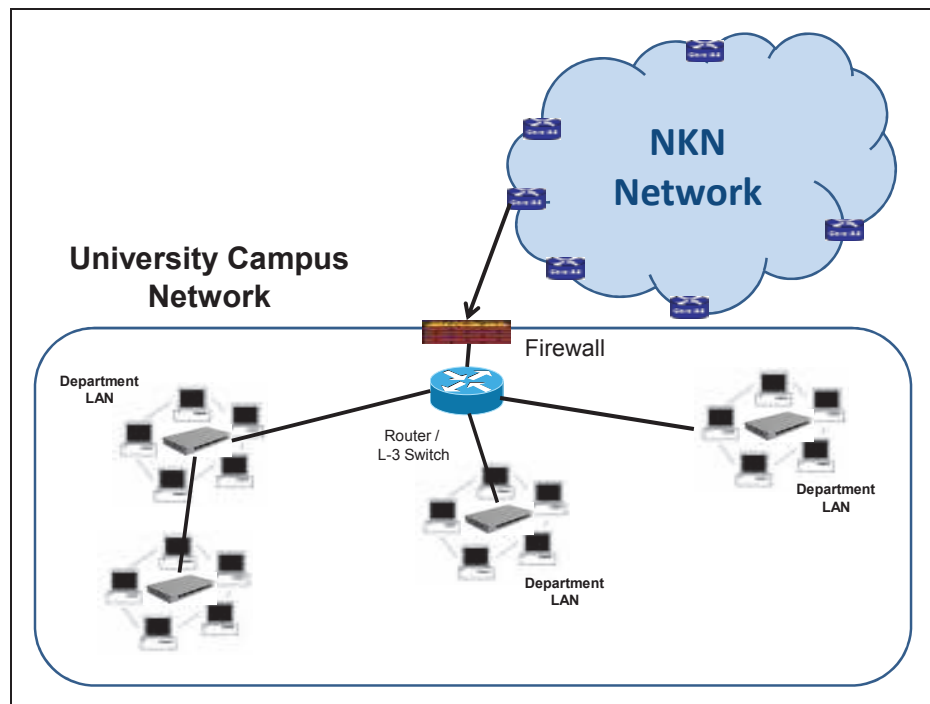 NKN
Network
University Campus
Network
Firewall
Department
LAN
Router /
L-3 Switch
Department
LAN
Department
LAN